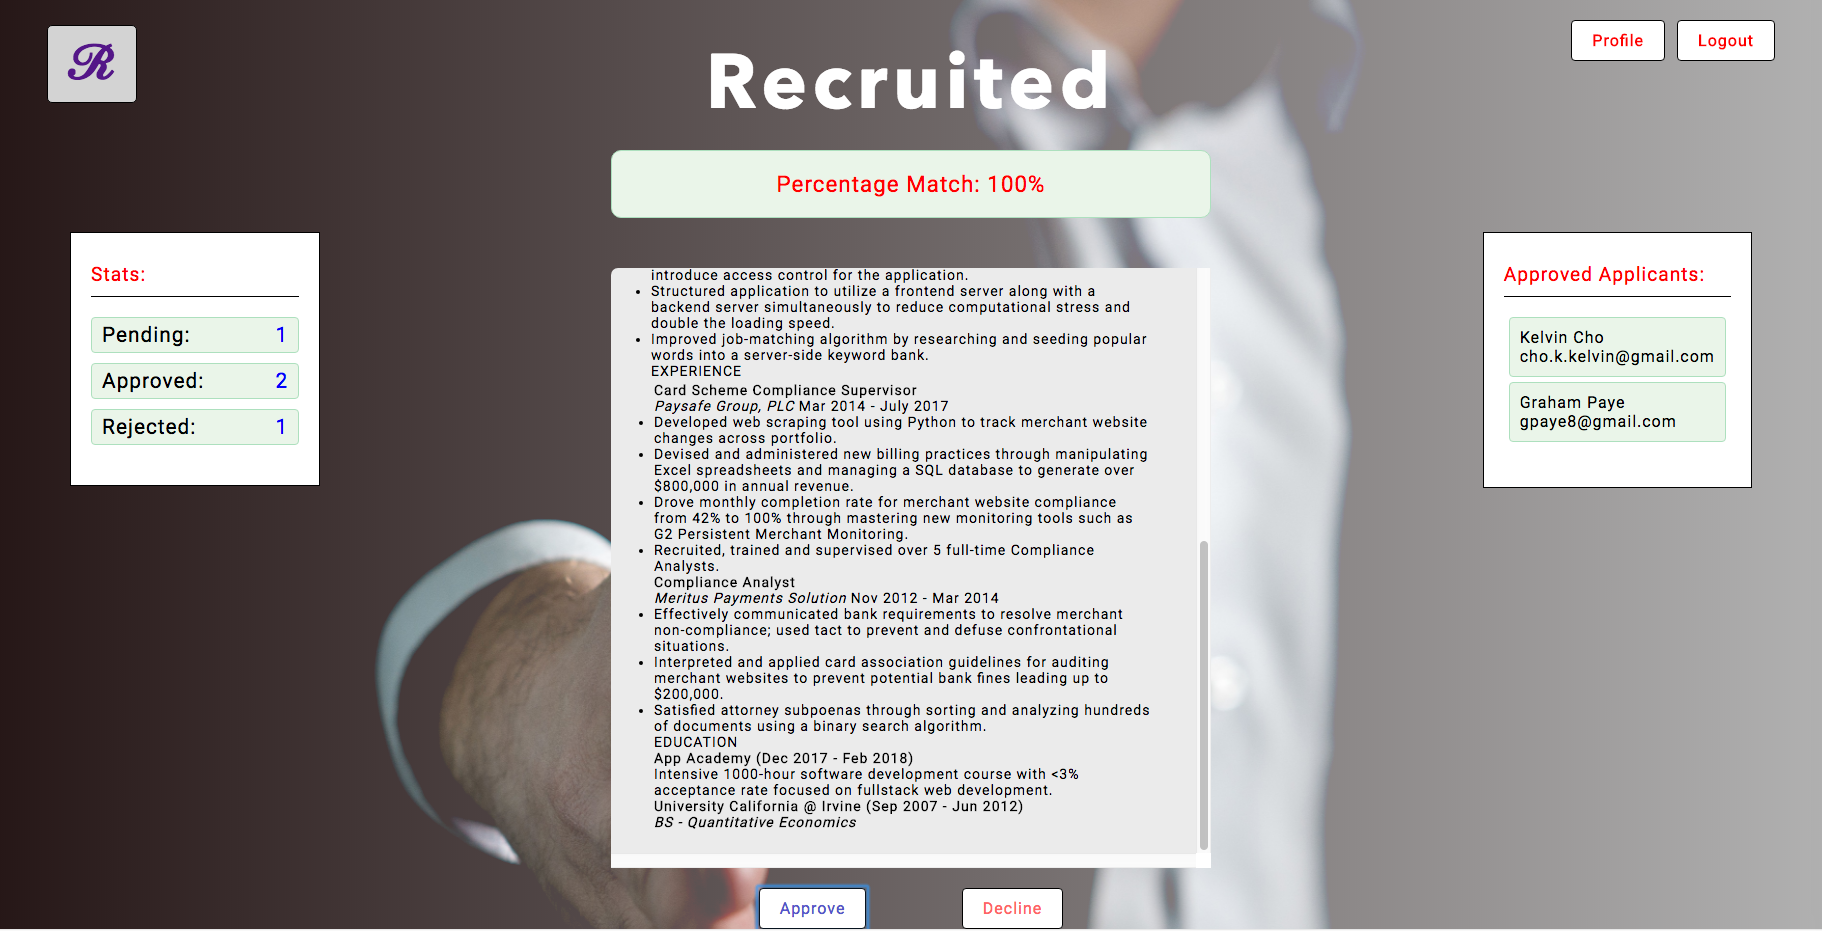 R
Recruited
Profile
Logout
Percentage Match: 100%
Stats:
Pending: 1
Approved: 2
Rejected: 1
introduce access control for the application.
• Structured application to utilize a frontend server along with a
backend server simultaneously to reduce computational stress and
double the loading speed.
• Improved job-matching algorithm by researching and seeding popular
words into a server-side keyword bank.
EXPERIENCE
Card Scheme Compliance Supervisor
Paysafe Group, PLC Mar 2014 - July 2017
• Developed web scraping tool using Python to track merchant website
changes across portfolio.
• Devised and administered new billing practices through manipulating
Excel spreadsheets and managing a SQL database to generate over
$800,000 in annual revenue.
• Drove monthly completion rate for merchant website compliance
from 42% to 100% through mastering new monitoring tools such as
G2 Persistent Merchant Monitoring.
• Recruited, trained and supervised over 5 full-time Compliance
Analysts.
Compliance Analyst
Meritus Payments Solution Nov 2012 - Mar 2014
• Effectively communicated bank requirements to resolve merchant
non-compliance; used tact to prevent and defuse confrontational
situations.
• Interpreted and applied card association guidelines for auditing
merchant websites to prevent potential bank fines leading up to
$200,000.
• Satisfied attorney subpoenas through sorting and analyzing hundreds
of documents using a binary search algorithm.
EDUCATION
App Academy (Dec 2017 - Feb 2018)
Intensive 1000-hour software development course with <3%
acceptance rate focused on fullstack web development.
University California @ Irvine (Sep 2007 - Jun 2012)
BS - Quantitative Economics
Approved Applicants:
Kelvin Cho
cho.k.kelvin@gmail.com
Graham Paye
gpaye8@gmail.com
Approve
Decline